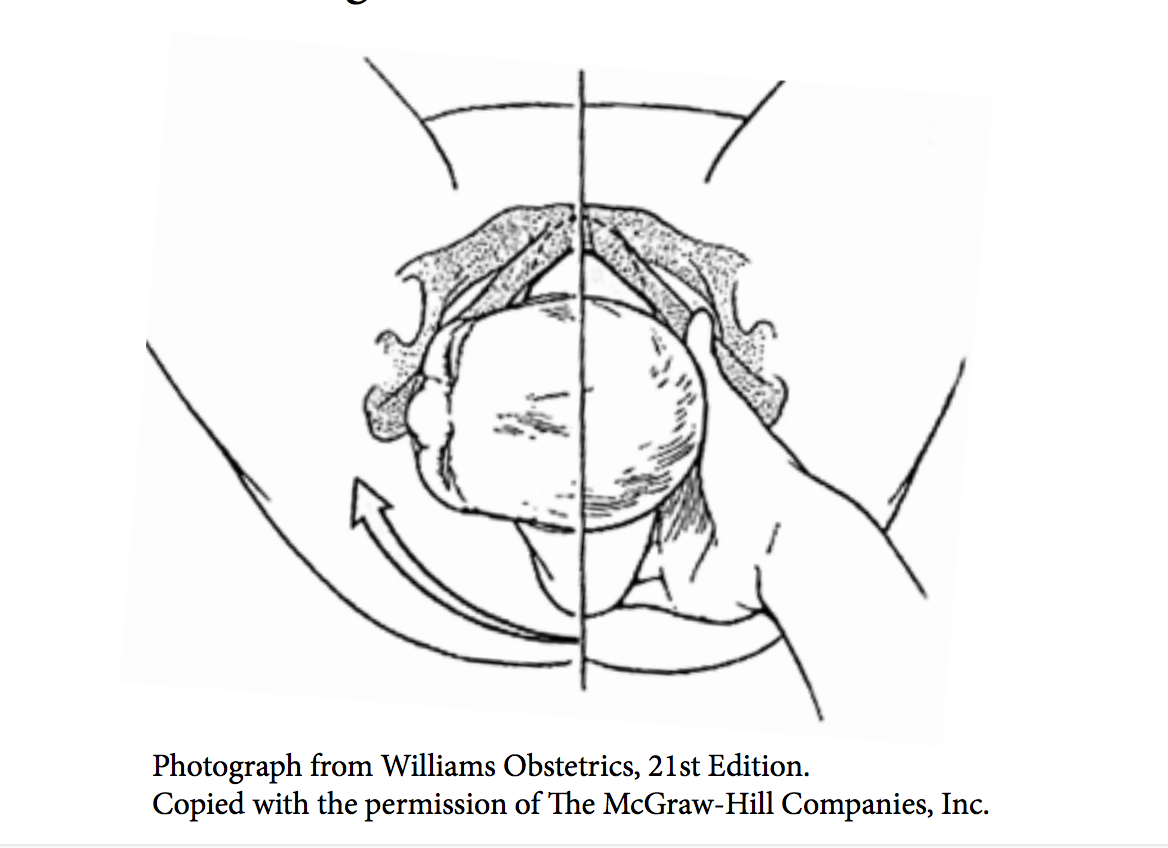 Photograph from Williams Obstetrics, 21st Edition.
Copied with the permission of The McGraw-Hill Companies, Inc.